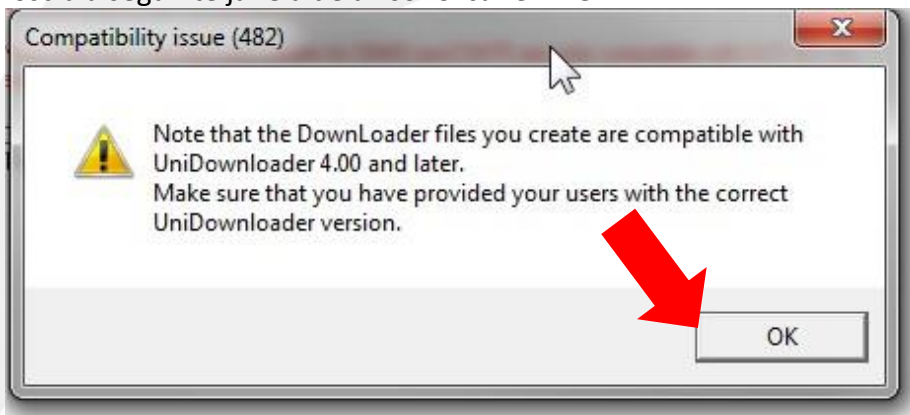 Compatibility issue (482)
Note that the DownLoader files you create are compatible with
UniDownloader 4.00 and later.
Make sure that you have provided your users with the correct
UniDownloader version.
OK